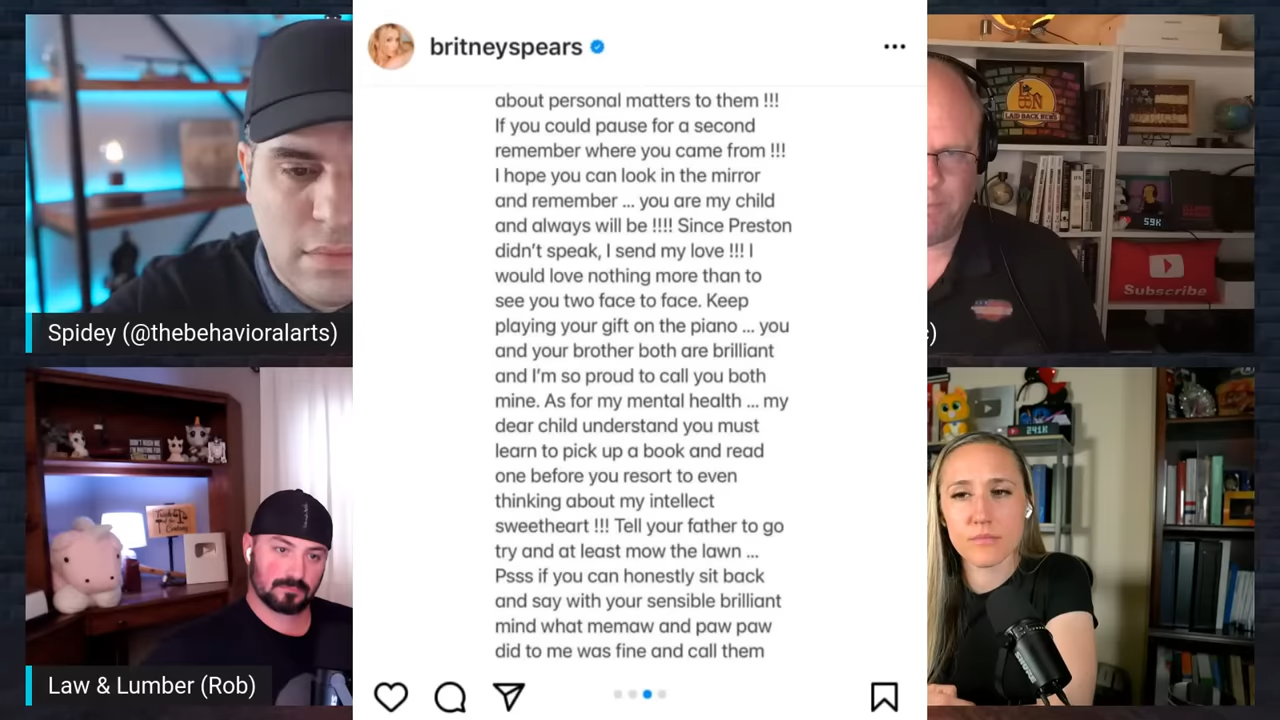 britneyspears
about personal matters to them !!!
If you could pause for a second
remember where you came from !!!
I hope you can look in the mirror
and remember ... you are my child
and always will be !!!! Since Preston
didn't speak, I send my love !!! I
would love nothing more than to
see you two face to face. Keep
playing your gift on the piano ... you
and your brother both are brilliant
and I'm so proud to call you both
mine. As for my mental health ... my
dear child understand you must
learn to pick up a book and read
one before you resort to even
thinking about my intellect
sweetheart !!! Tell your father to go
try and at least mow the lawn ...
Psss if you can honestly sit back
and say with your sensible brilliant
mind what memaw and paw paw
did to me was fine and call them
Spidey (@thebehavioralarts)
)
LAID BACK NEWS
59K
Subscribe
Law & Lumber (Rob)
241K